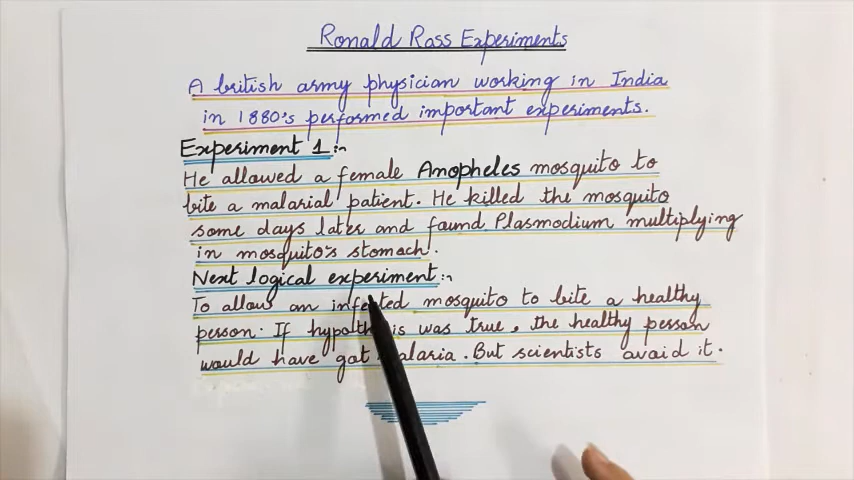 Ronald Ross Experiments
A british army physician working in India
in 1880's performed important experiments.
Experiment 1:-
He allowed a female Anopheles mosquito to
bite a malarial patient. He killed the mosquito
some days later and found Plasmodium multiplying
in mosquito's stomach.
Next logical experiment:-
To allow an infected mosquito to bite a healthy
person. If was true, the healthy person
would have got malaria. But scientists avoid it.